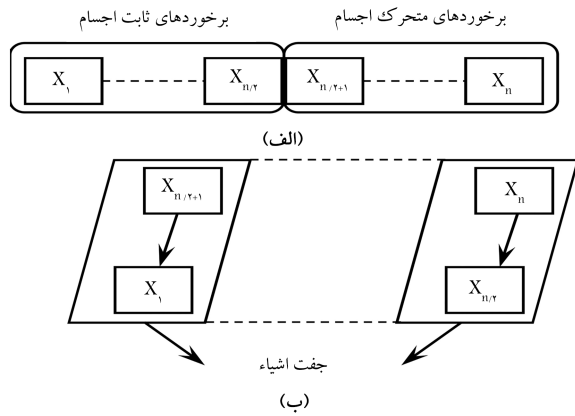 برخوردهای متحرک اجسام برخوردهای ثابت اجسام
X۱ Xn/۲ Xn/۲+۱ Xn
(الف)
Xn/۲+۱ Xn
X۱ Xn/۲
جفت اشیاء
(ب)